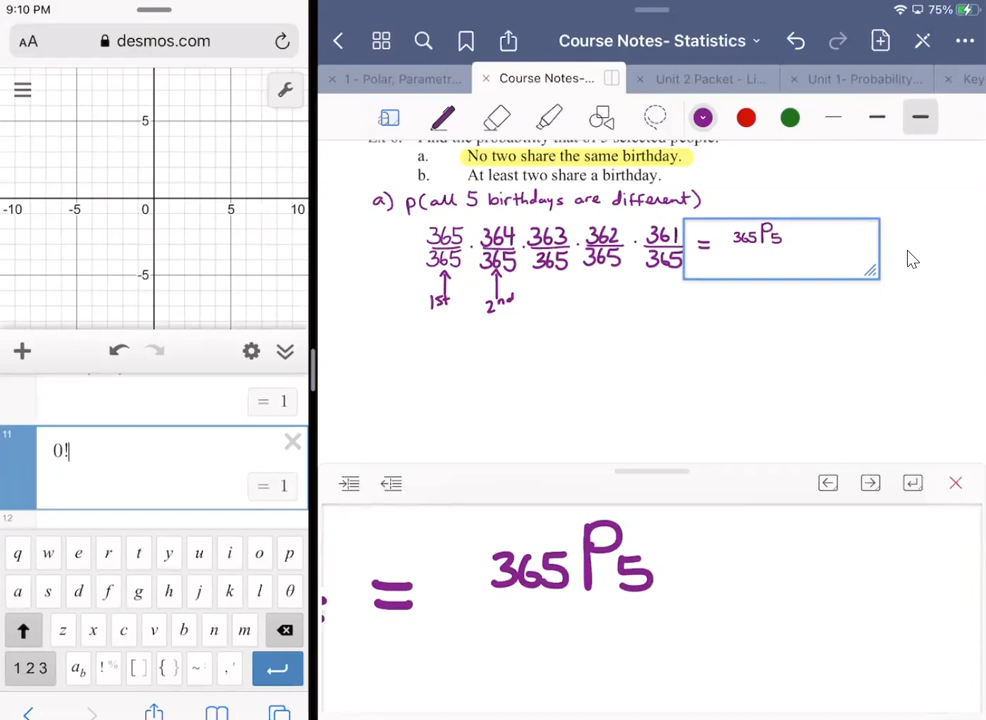 9:10 PM
75%
AA desmos.com
Course Notes- Statistics
1 - Polar, Parametr...
Course Notes-...
Unit 2 Packet - Li...
Unit 1- Probability...
Key
5
-10 -5 0 5 10
-5
= 1
11
0!
= 1
12
q w e r t y u i o p
a s d f g h j k l θ
z x c v b n m
1 2 3 ab !% [ ] { } ~: ,'
a. No two share the same birthday.
b. At least two share a birthday.
a) p(all 5 birthdays are different)
365/365 · 364/365 · 363/365 · 362/365 · 361/365 = 365P5
1st 2nd
= 365P5